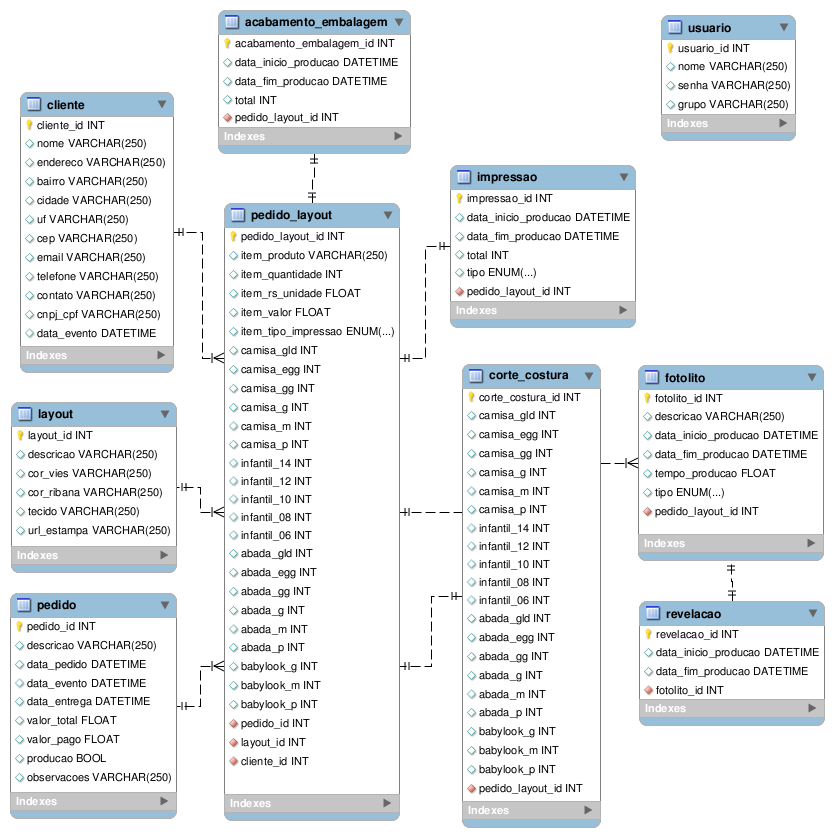 acabamento_embalagem
acabamento_embalagem_id INT
data_inicio_producao DATETIME
data_fim_producao DATETIME
total INT
pedido_layout_id INT
Indexes
usuario
usuario_id INT
nome VARCHAR(250)
senha VARCHAR(250)
grupo VARCHAR(250)
Indexes
cliente
cliente_id INT
nome VARCHAR(250)
endereco VARCHAR(250)
bairro VARCHAR(250)
cidade VARCHAR(250)
uf VARCHAR(250)
cep VARCHAR(250)
email VARCHAR(250)
telefone VARCHAR(250)
contato VARCHAR(250)
cnpj_cpf VARCHAR(250)
data_evento DATETIME
Indexes
impressao
impressao_id INT
data_inicio_producao DATETIME
data_fim_producao DATETIME
total INT
tipo ENUM(...)
pedido_layout_id INT
Indexes
pedido_layout
pedido_layout_id INT
item_produto VARCHAR(250)
item_quantidade INT
item_rs_unidade FLOAT
item_valor FLOAT
item_tipo_impressao ENUM(...)
camisa_gld INT
camisa_egg INT
camisa_gg INT
camisa_g INT
camisa_m INT
camisa_p INT
infantil_14 INT
infantil_12 INT
infantil_10 INT
infantil_08 INT
infantil_06 INT
abada_gld INT
abada_egg INT
abada_gg INT
abada_g INT
abada_m INT
abada_p INT
babylook_g INT
babylook_m INT
babylook_p INT
pedido_id INT
layout_id INT
cliente_id INT
Indexes
corte_costura
corte_costura_id INT
camisa_gld INT
camisa_egg INT
camisa_gg INT
camisa_g INT
camisa_m INT
camisa_p INT
infantil_14 INT
infantil_12 INT
infantil_10 INT
infantil_08 INT
infantil_06 INT
abada_gld INT
abada_egg INT
abada_gg INT
abada_g INT
abada_m INT
abada_p INT
babylook_g INT
babylook_m INT
babylook_p INT
pedido_layout_id INT
Indexes
fotolito
fotolito_id INT
descricao VARCHAR(250)
data_inicio_producao DATETIME
data_fim_producao DATETIME
tempo_producao FLOAT
tipo ENUM(...)
pedido_layout_id INT
Indexes
layout
layout_id INT
descricao VARCHAR(250)
cor_vies VARCHAR(250)
cor_ribana VARCHAR(250)
tecido VARCHAR(250)
url_estampa VARCHAR(250)
Indexes
pedido
pedido_id INT
descricao VARCHAR(250)
data_pedido DATETIME
data_evento DATETIME
data_entrega DATETIME
valor_total FLOAT
valor_pago FLOAT
producao BOOL
observacoes VARCHAR(250)
Indexes
revelacao
revelacao_id INT
data_inicio_producao DATETIME
data_fim_producao DATETIME
fotolito_id INT
Indexes